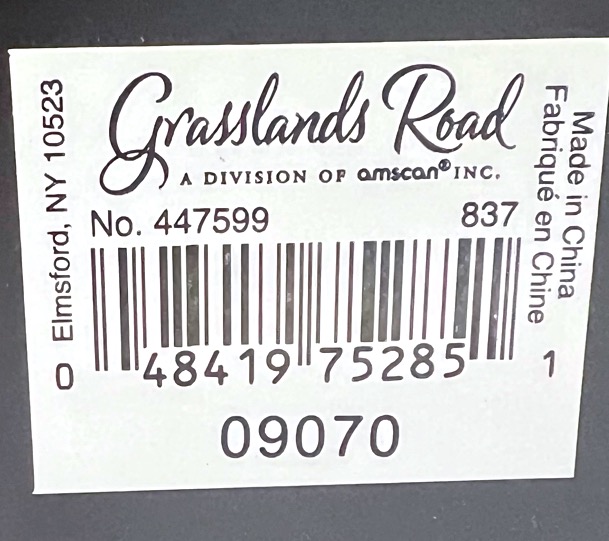 Grasslands Road
A DIVISION OF amscan® INC.
Elmsford, NY 10523
Made in China
Fabriqué en Chine
No. 447599 837
0 48419 75285 1
09070